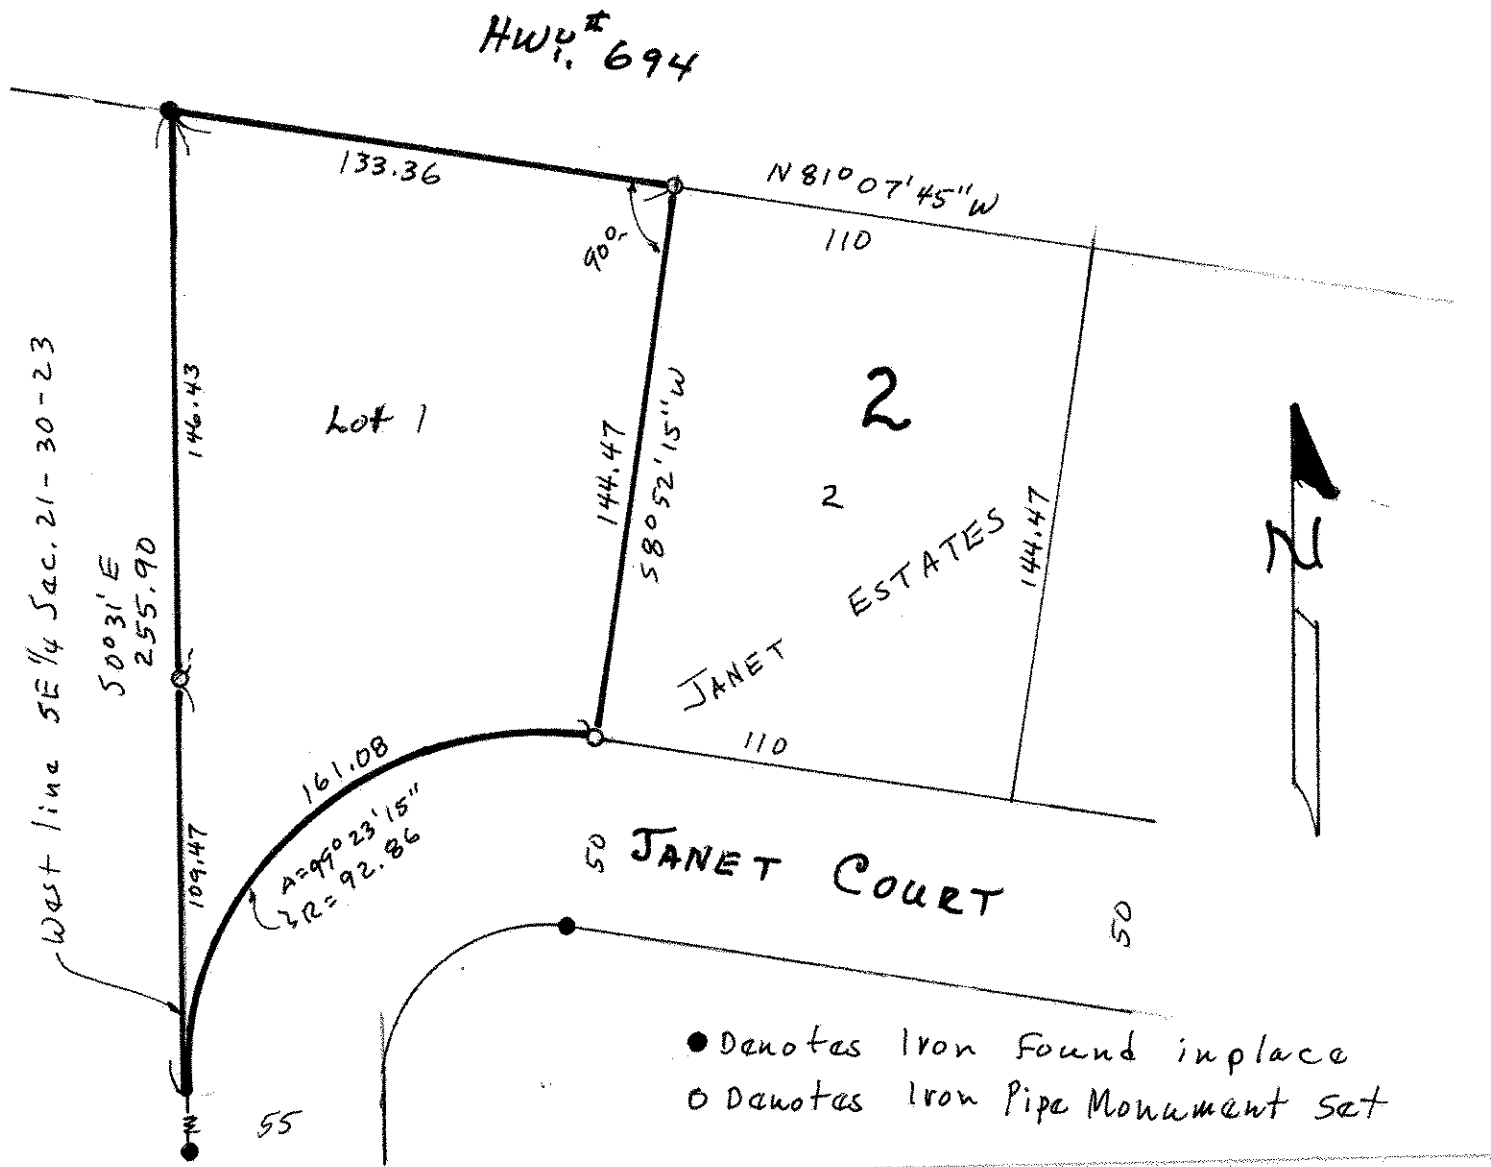 HWY. # 694
133.36
N 81° 07' 45" W
110
90°
146.43
Lot 1
144.47
S 8° 52' 15" W
2
2
144.47
JANET ESTATES
West line SE 1/4 Sec. 21-30-23
S 0° 31' E
255.90
110
161.08
Δ=99° 23' 15"
R= 92.86
109.47
50
JANET COURT
50
55
N
● Denotes Iron Found inplace
○ Denotes Iron Pipe Monument Set